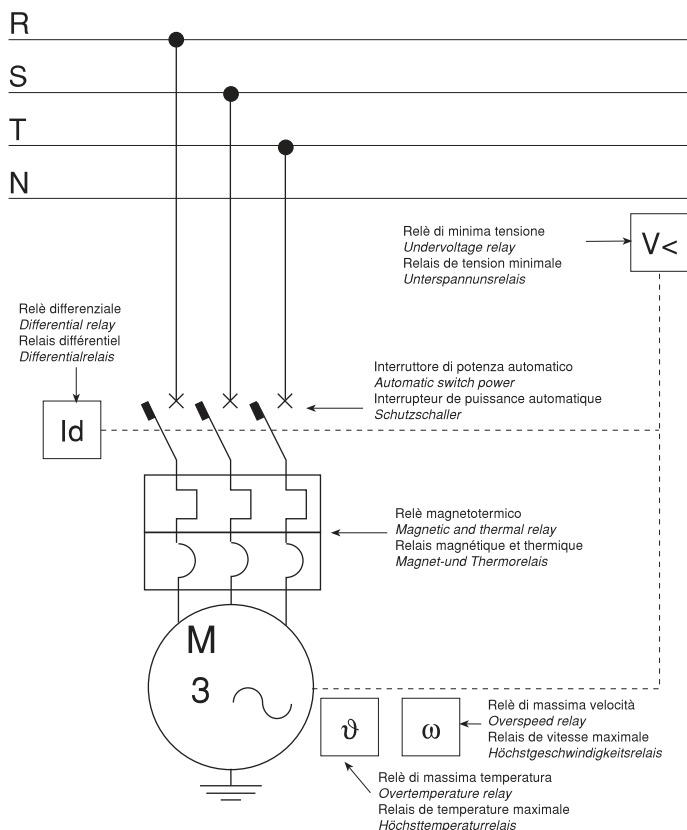 R
S
T
N
Relè di minima tensione
Undervoltage relay
Relais de tension minimale
Unterspannunsrelais
V<
Relè differenziale
Differential relay
Relais différentiel
Differentialrelais
Id
Interruttore di potenza automatico
Automatic switch power
Interrupteur de puissance automatique
Schutzschaller
Relè magnetotermico
Magnetic and thermal relay
Relais magnétique et thermique
Magnet-und Thermorelais
M
3
ϑ
ω
Relè di massima velocità
Overspeed relay
Relais de vitesse maximale
Höchstgeschwindigkeitsrelais
Relè di massima temperatura
Overtemperature relay
Relais de temperature maximale
Höchsttemperaturrelais